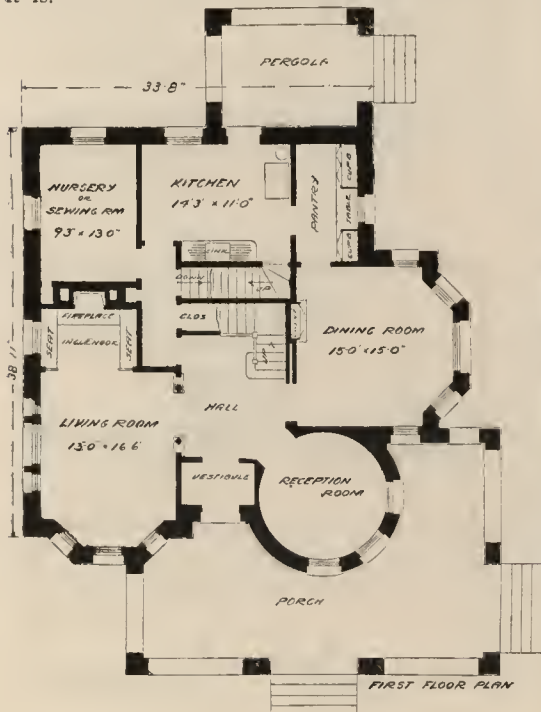 PERGOLA
33'-8"
NURSERY
OR
SEWING RM
9'3" × 13'0"
KITCHEN
14'3" × 11'0"
PANTRY
CUPB
TABLE
CUPB
SINK
DOWN
UP
CLOS
UP
FIREPLACE
SEAT
INGLENOOK
SEAT
38'-11"
DINING ROOM
15'-0" × 15'-0"
HALL
LIVING ROOM
13'0" × 16'6"
VESTIBULE
RECEPTION
ROOM
PORCH
FIRST FLOOR PLAN